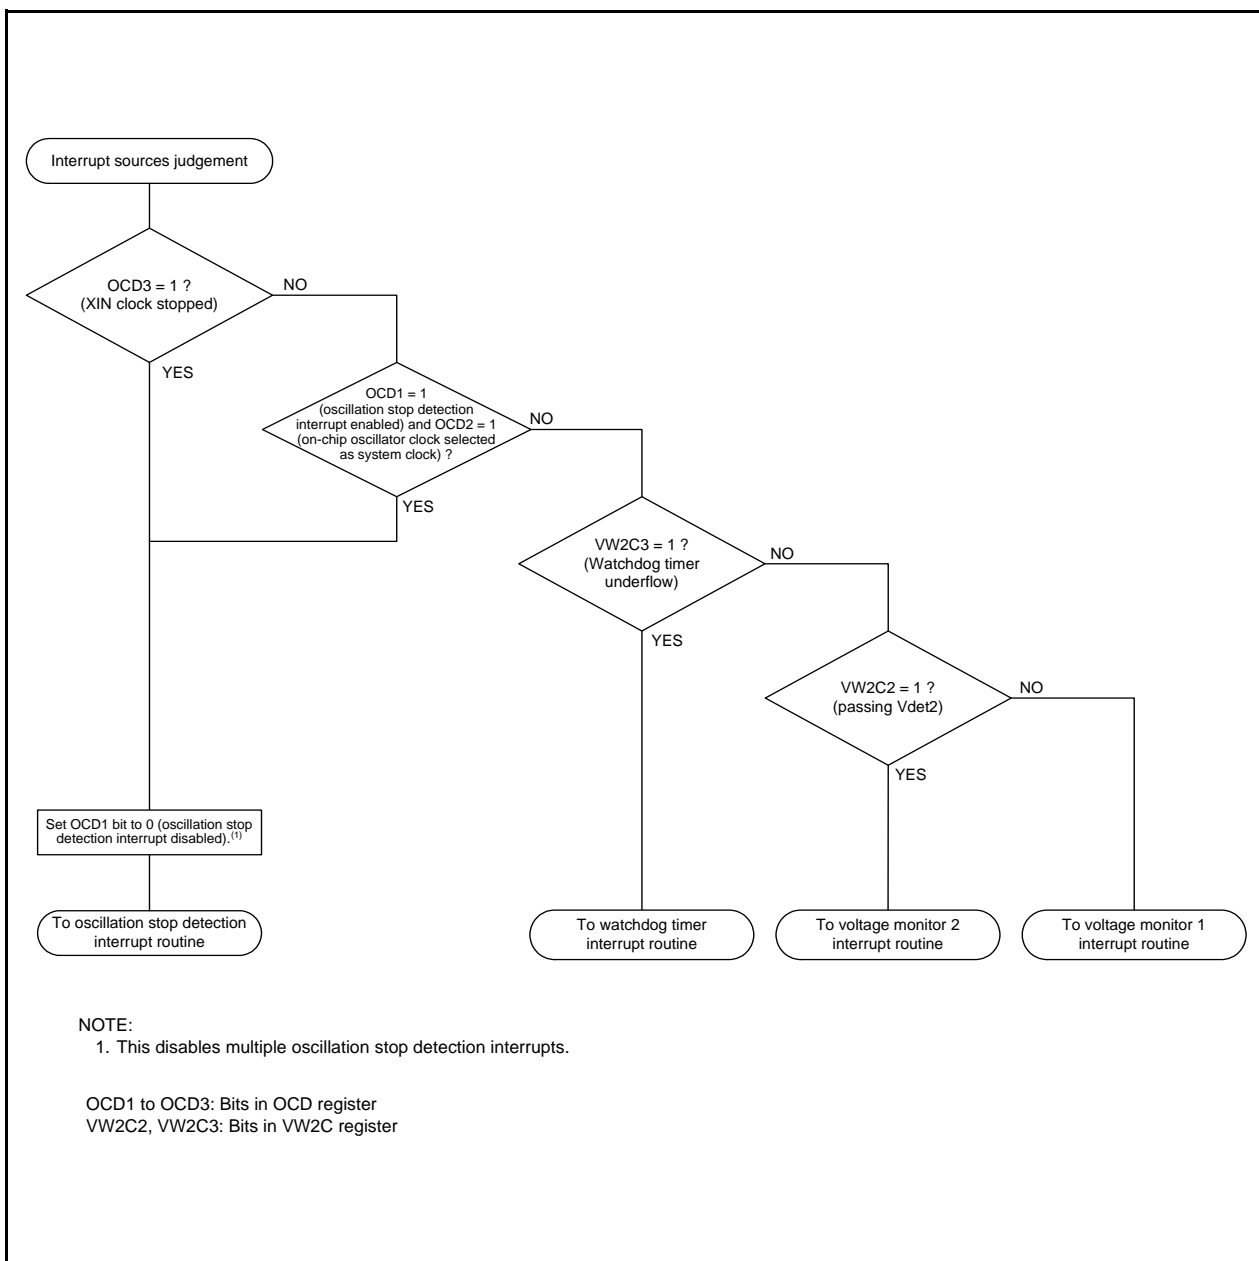 Interrupt sources judgement
OCD3 = 1 ?
(XIN clock stopped)
NO
YES
OCD1 = 1
(oscillation stop detection
interrupt enabled) and OCD2 = 1
(on-chip oscillator clock selected
as system clock) ?
NO
YES
VW2C3 = 1 ?
(Watchdog timer
underflow)
NO
YES
VW2C2 = 1 ?
(passing Vdet2)
NO
YES
Set OCD1 bit to 0 (oscillation stop
detection interrupt disabled).(1)
To oscillation stop detection
interrupt routine
To watchdog timer
interrupt routine
To voltage monitor 2
interrupt routine
To voltage monitor 1
interrupt routine
NOTE:
1. This disables multiple oscillation stop detection interrupts.
OCD1 to OCD3: Bits in OCD register
VW2C2, VW2C3: Bits in VW2C register